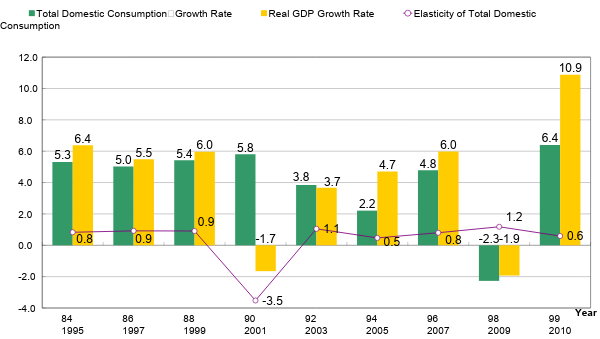 Total Domestic Consumption Growth Rate Real GDP Growth Rate Elasticity of Total Domestic
Consumption
12.0
10.0
8.0
6.0
4.0
2.0
0.0
-2.0
-4.0
5.3 6.4 0.8
5.0 5.5 0.9
5.4 6.0 0.9
5.8 -1.7 -3.5
3.8 3.7 1.1
2.2 4.7 0.5
4.8 6.0 0.8
-2.3 -1.9 1.2
6.4 10.9 0.6
Year
84 86 88 90 92 94 96 98 99
1995 1997 1999 2001 2003 2005 2007 2009 2010